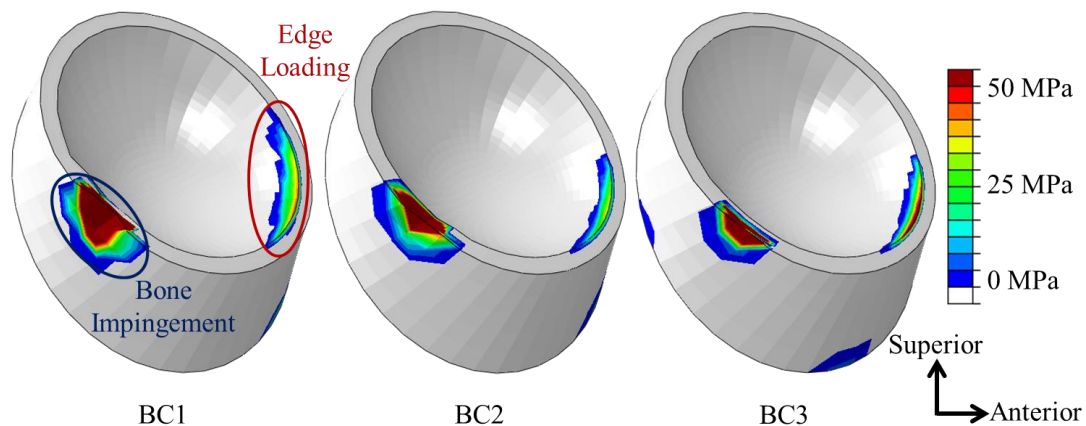 Edge
Loading
Bone
Impingement
50 MPa
25 MPa
0 MPa
Superior
Anterior
BC1
BC2
BC3